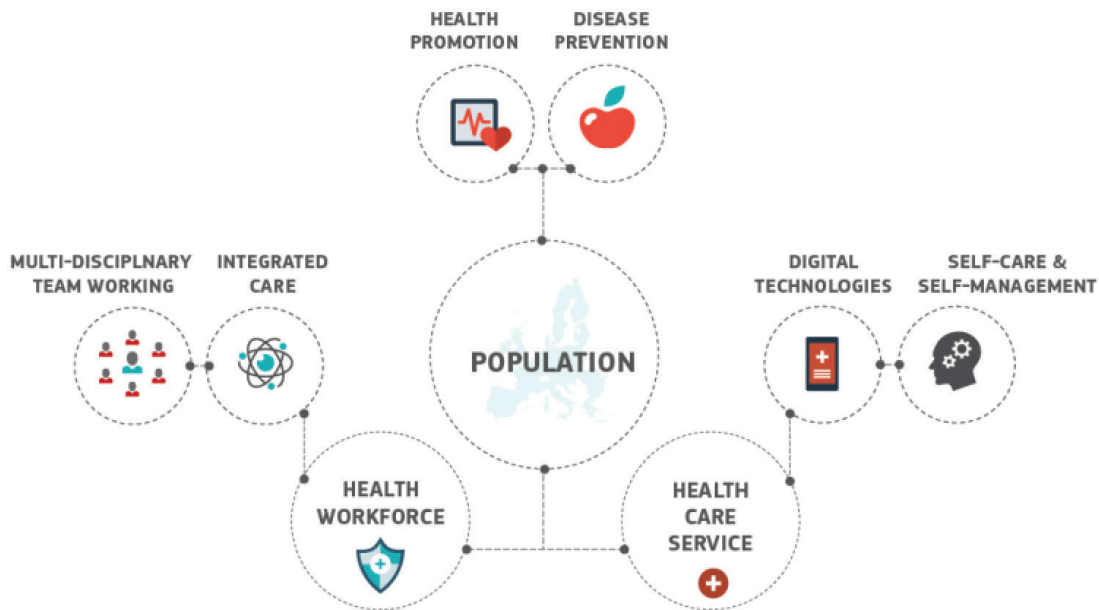 HEALTH
PROMOTION
DISEASE
PREVENTION
MULTI-DISCIPLNARY
TEAM WORKING
INTEGRATED
CARE
DIGITAL
TECHNOLOGIES
SELF-CARE &
SELF-MANAGEMENT
POPULATION
HEALTH
WORKFORCE
HEALTH
CARE
SERVICE